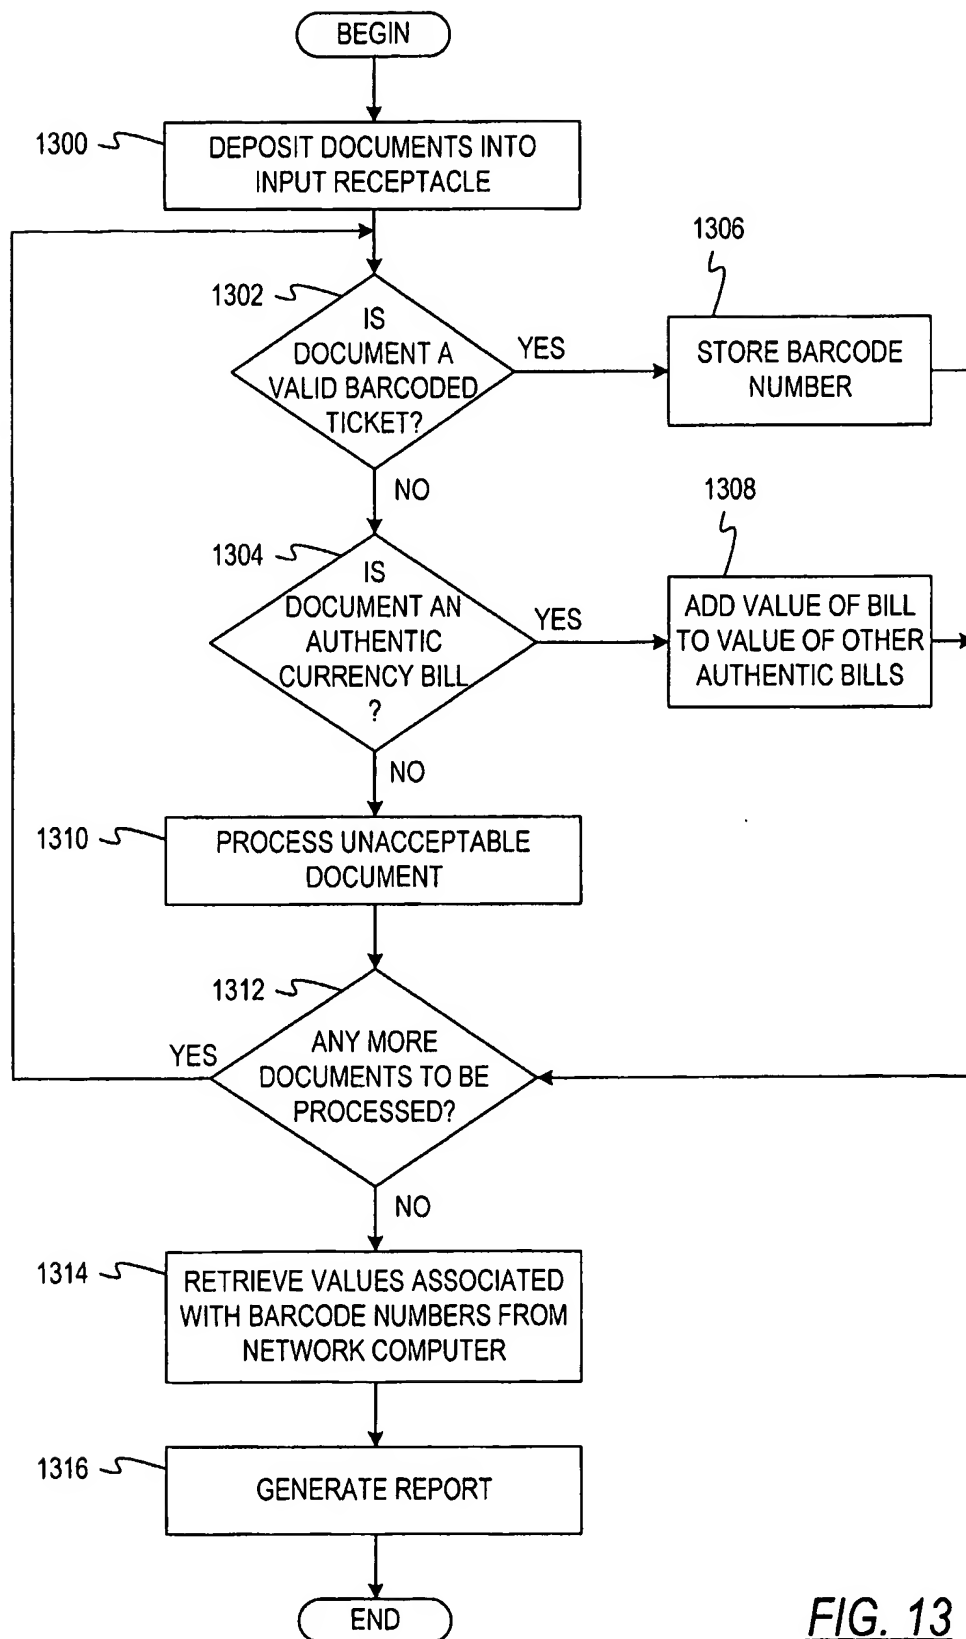 BEGIN
1300
DEPOSIT DOCUMENTS INTO
INPUT RECEPTACLE
1302
IS
DOCUMENT A
VALID BARCODED
TICKET?
YES
1306
STORE BARCODE
NUMBER
NO
1304
IS
DOCUMENT AN
AUTHENTIC
CURRENCY BILL
?
YES
1308
ADD VALUE OF BILL
TO VALUE OF OTHER
AUTHENTIC BILLS
NO
1310
PROCESS UNACCEPTABLE
DOCUMENT
1312
ANY MORE
DOCUMENTS TO BE
PROCESSED?
YES
NO
1314
RETRIEVE VALUES ASSOCIATED
WITH BARCODE NUMBERS FROM
NETWORK COMPUTER
1316
GENERATE REPORT
END
FIG. 13